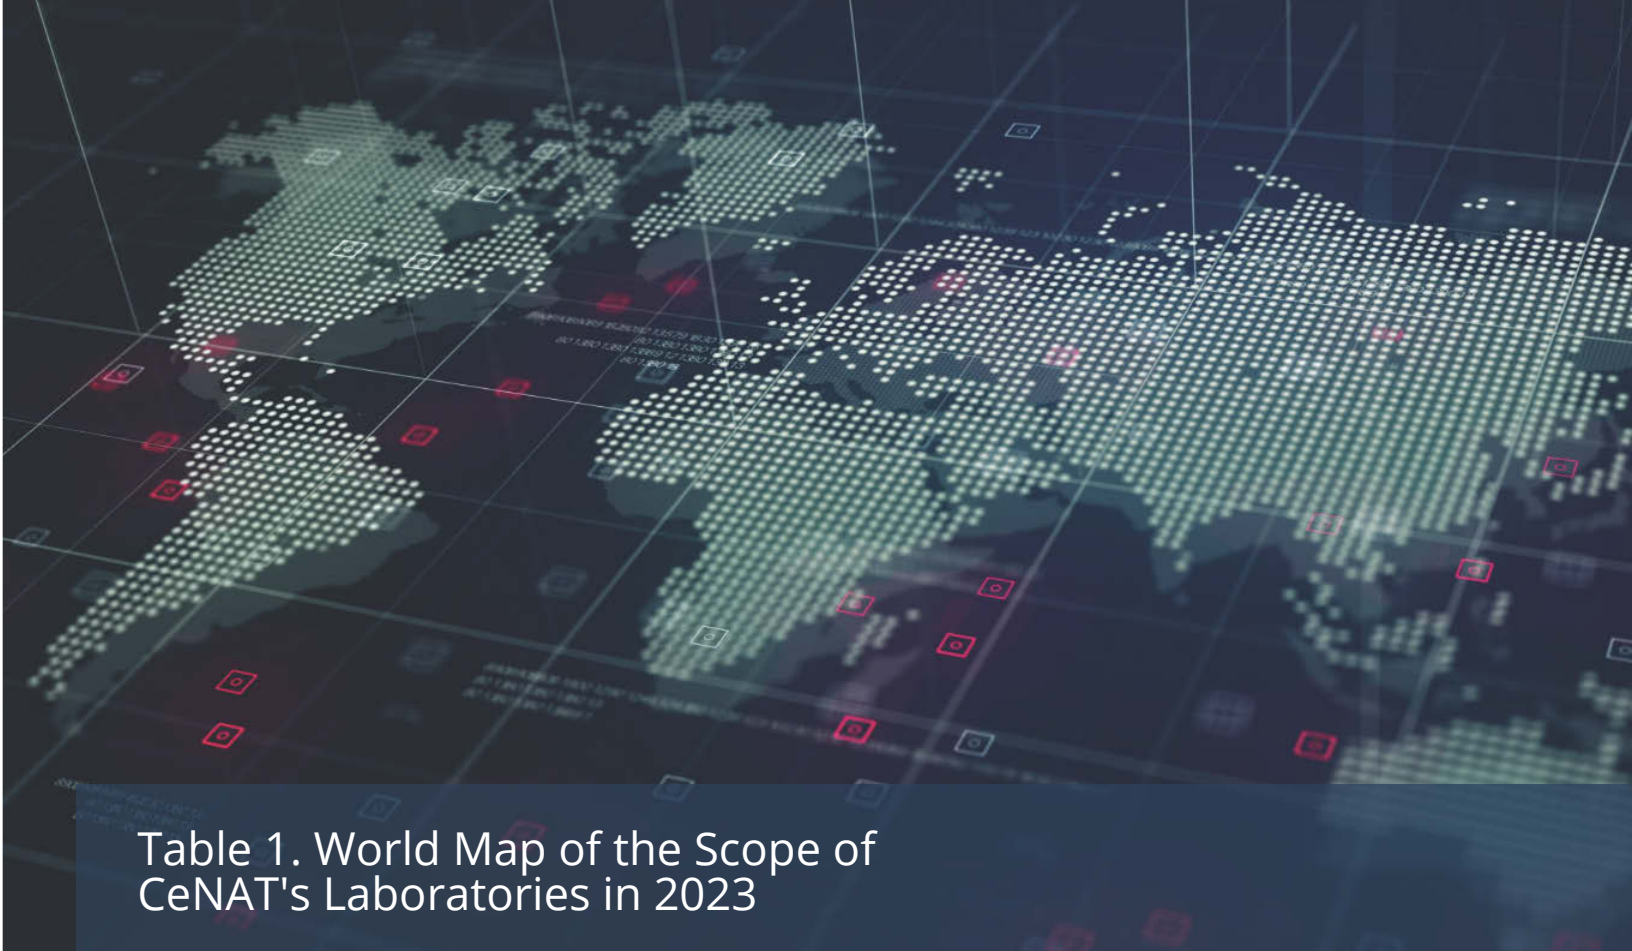 Table 1. World Map of the Scope of
CeNAT's Laboratories in 2023